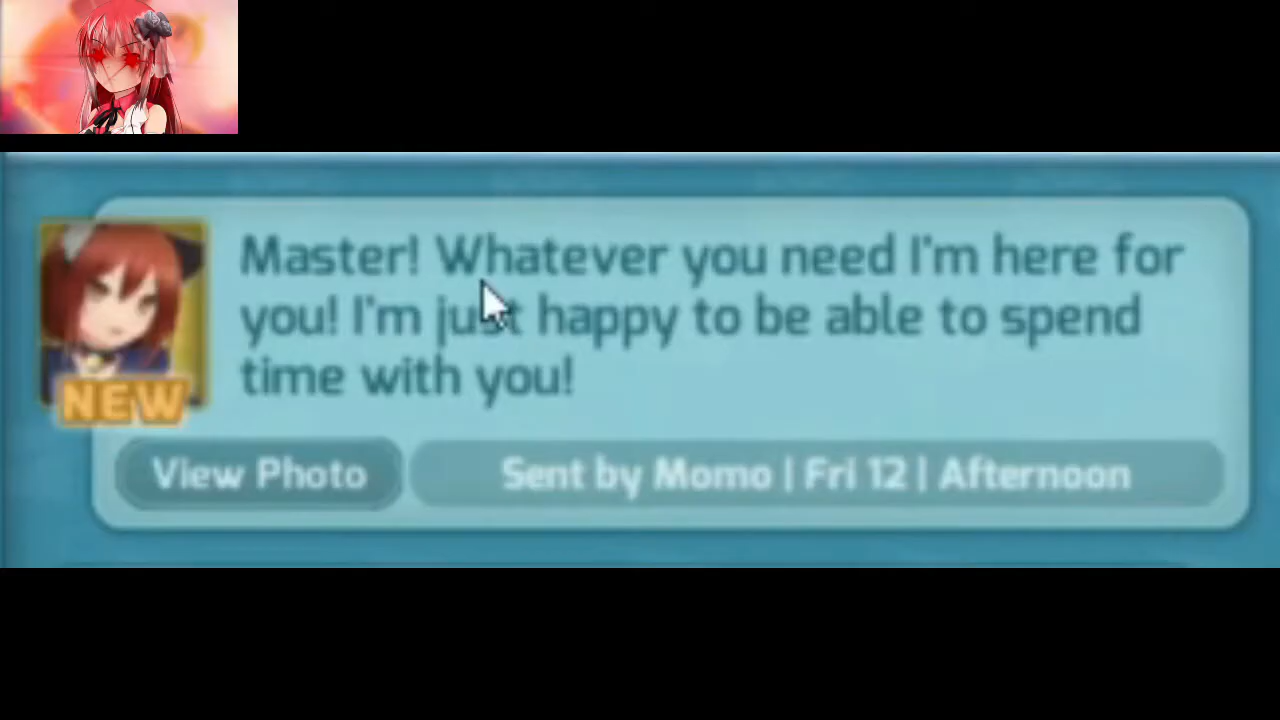 Master! Whatever you need I'm here for
you! I'm just happy to be able to spend
time with you!
NEW
View Photo
Sent by Momo | Fri 12 | Afternoon